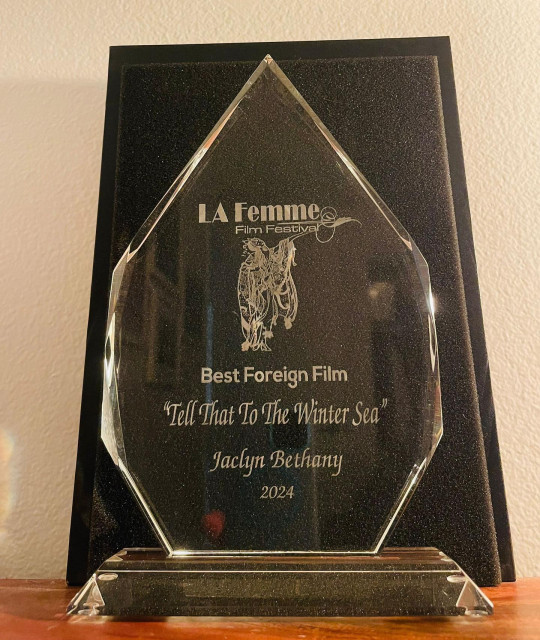 LA Femme
Film Festival
Best Foreign Film
“Tell That To The Winter Sea”
Jaclyn Bethany
2024